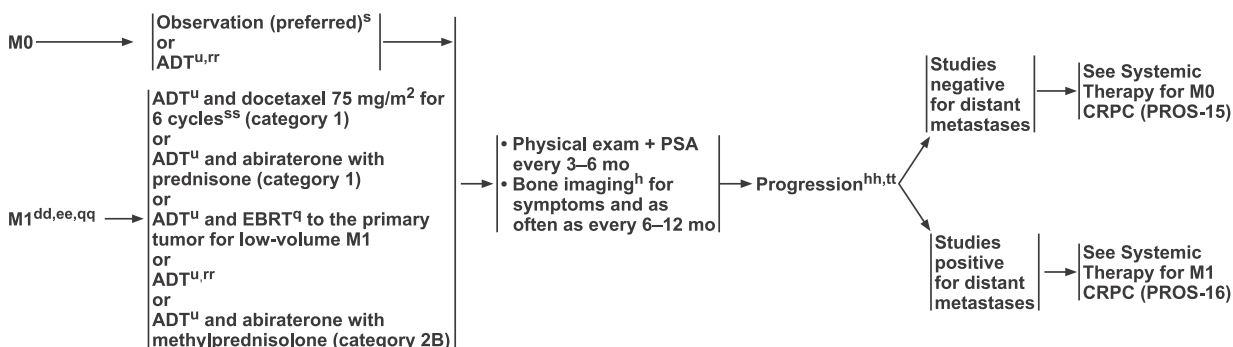 M0
Observation (preferred)s
or
ADTu,rr
M1dd,ee,qq
ADTu and docetaxel 75 mg/m2 for
6 cyclesss (category 1)
or
ADTu and abiraterone with
prednisone (category 1)
or
ADTu and EBRTq to the primary
tumor for low-volume M1
or
ADTu,rr
or
ADTu and abiraterone with
methylprednisolone (category 2B)
• Physical exam + PSA
every 3–6 mo
• Bone imagingh for
symptoms and as
often as every 6–12 mo
Progressionhh,tt
Studies
negative
for distant
metastases
See Systemic
Therapy for M0
CRPC (PROS-15)
Studies
positive
for distant
metastases
See Systemic
Therapy for M1
CRPC (PROS-16)